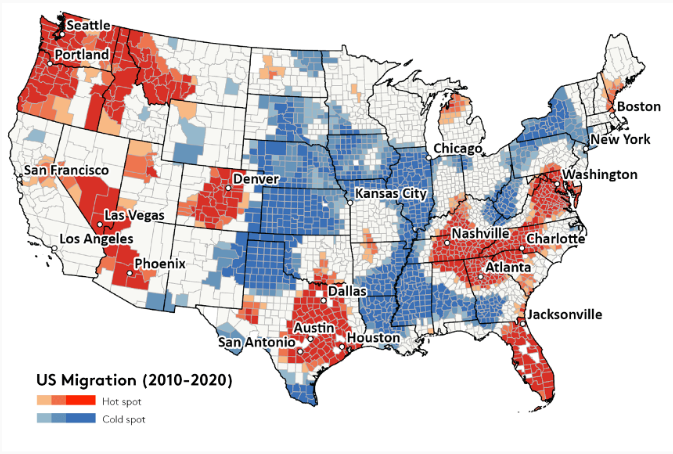 Seattle
Portland
Boston
New York
Chicago
San Francisco
Washington
Denver
Kansas City
Las Vegas
Nashville
Charlotte
Los Angeles
Phoenix
Atlanta
Dallas
Jacksonville
Austin
San Antonio
Houston
US Migration (2010-2020)
Hot spot
Cold spot